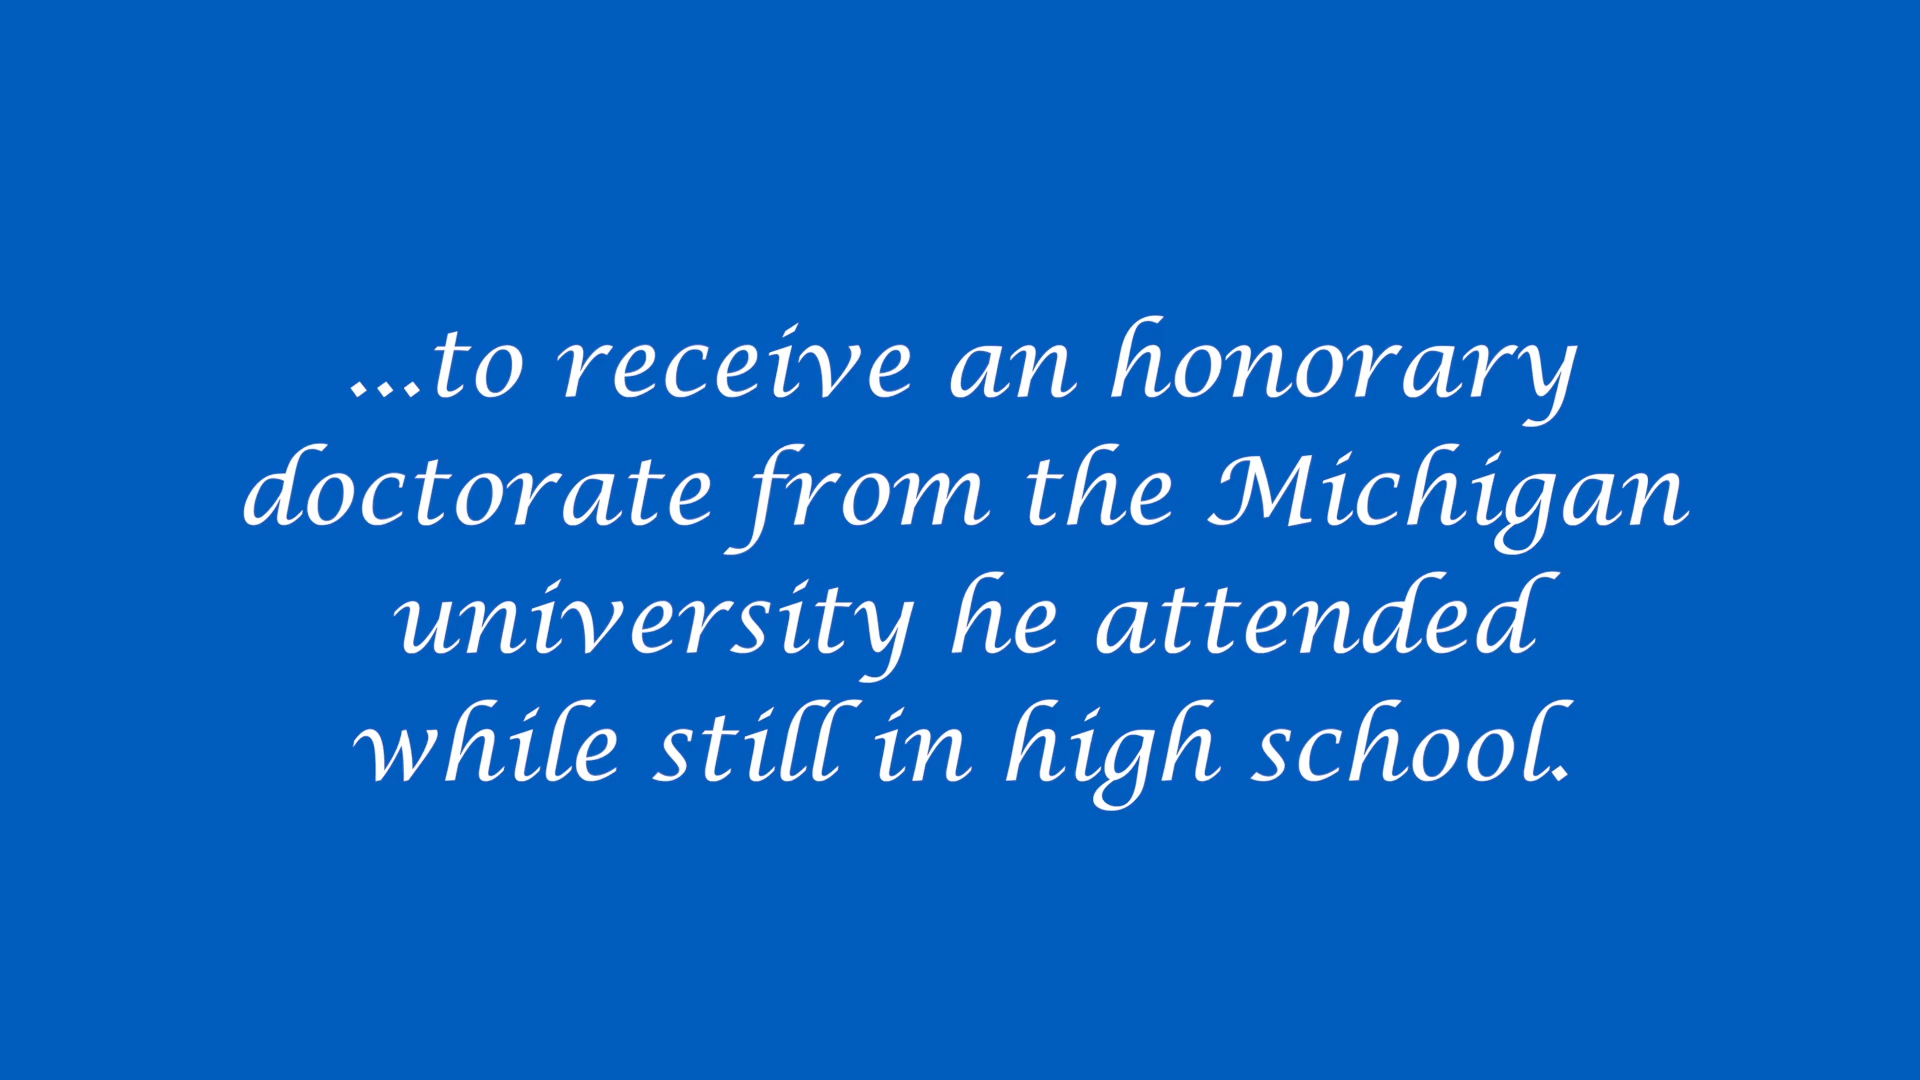 ...to receive an honorary
doctorate from the Michigan
university he attended
while still in high school.